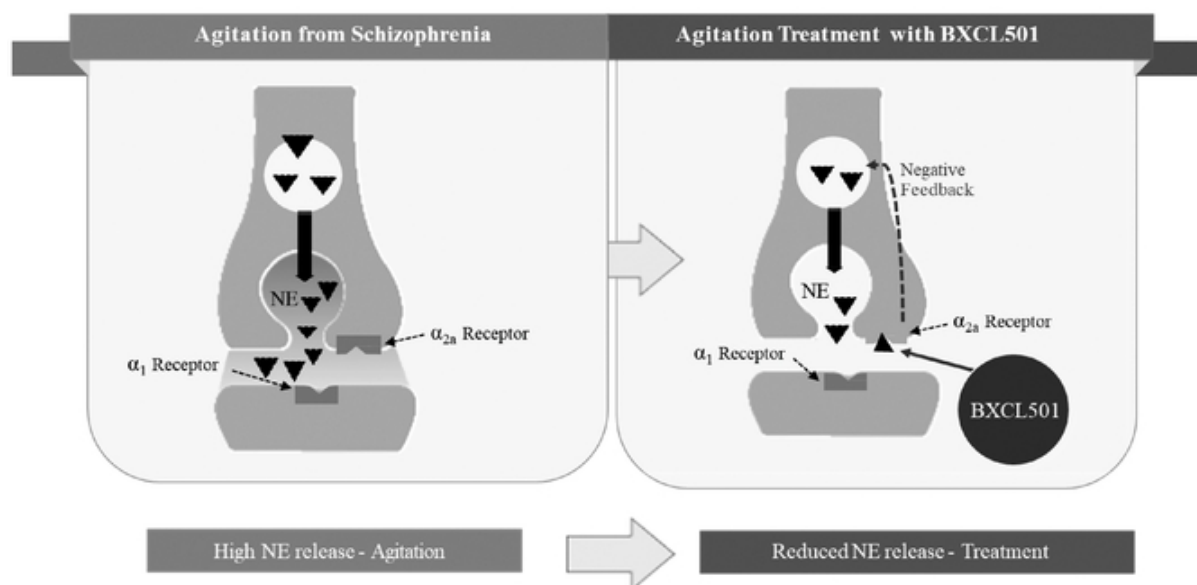 Agitation from Schizophrenia
Agitation Treatment with BXCL501
NE
α2a Receptor
α1 Receptor
Negative
Feedback
NE
α2a Receptor
α1 Receptor
BXCL501
High NE release - Agitation
Reduced NE release - Treatment